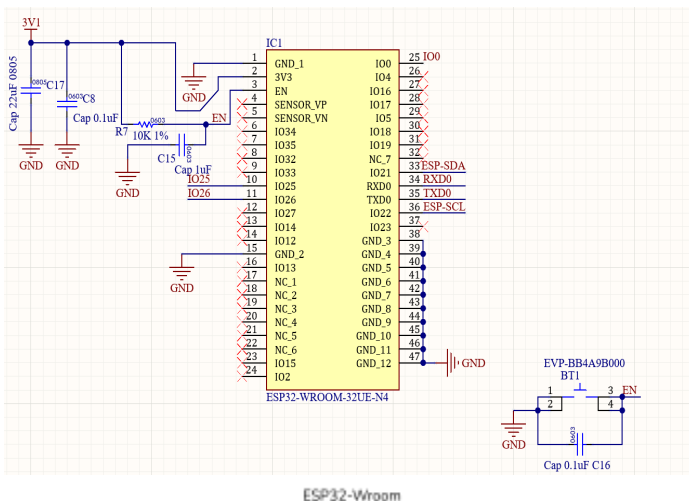 3V1
Cap 22uF 0805
0805
C17
0603
C8
Cap 0.1uF
GND
GND
GND
R7
0603
10K 1%
EN
C15
0603
Cap 1uF
GND
IO25
IO26
GND
IC1
1 GND_1 IO0 25 IO0
2 3V3 IO4 26
3 EN IO16 27
4 SENSOR_VP IO17 28
5 SENSOR_VN IO5 29
6 IO34 IO18 30
7 IO35 IO19 31
8 IO32 NC_7 32
9 IO33 IO21 33 ESP-SDA
10 IO25 RXD0 34 RXD0
11 IO26 TXD0 35 TXD0
12 IO27 IO22 36 ESP-SCL
13 IO14 IO23 37
14 IO12 GND_3 38
15 GND_2 GND_4 39
16 IO13 GND_5 40
17 NC_1 GND_6 41
18 NC_2 GND_7 42
19 NC_3 GND_8 43
20 NC_4 GND_9 44
21 NC_5 GND_10 45
22 NC_6 GND_11 46
23 IO15 GND_12 47
24 IO2
GND
ESP32-WROOM-32UE-N4
EVP-BB4A9B000
BT1
1 3 EN
2 4
GND
0603
Cap 0.1uF C16
ESP32-Wroom